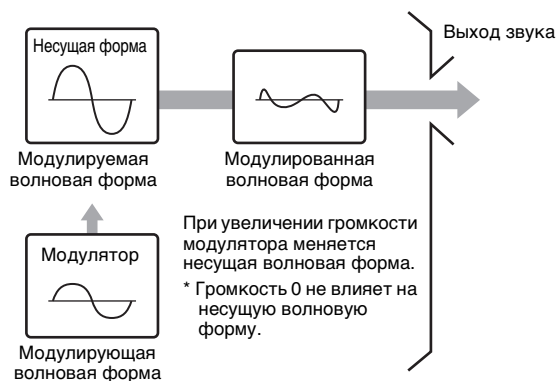 Выход звука
Несущая форма
Модулируемая
волновая форма
Модулированная
волновая форма
При увеличении громкости
модулятора меняется
несущая волновая форма.
* Громкость 0 не влияет на
несущую волновую
форму.
Модулятор
Модулирующая
волновая форма